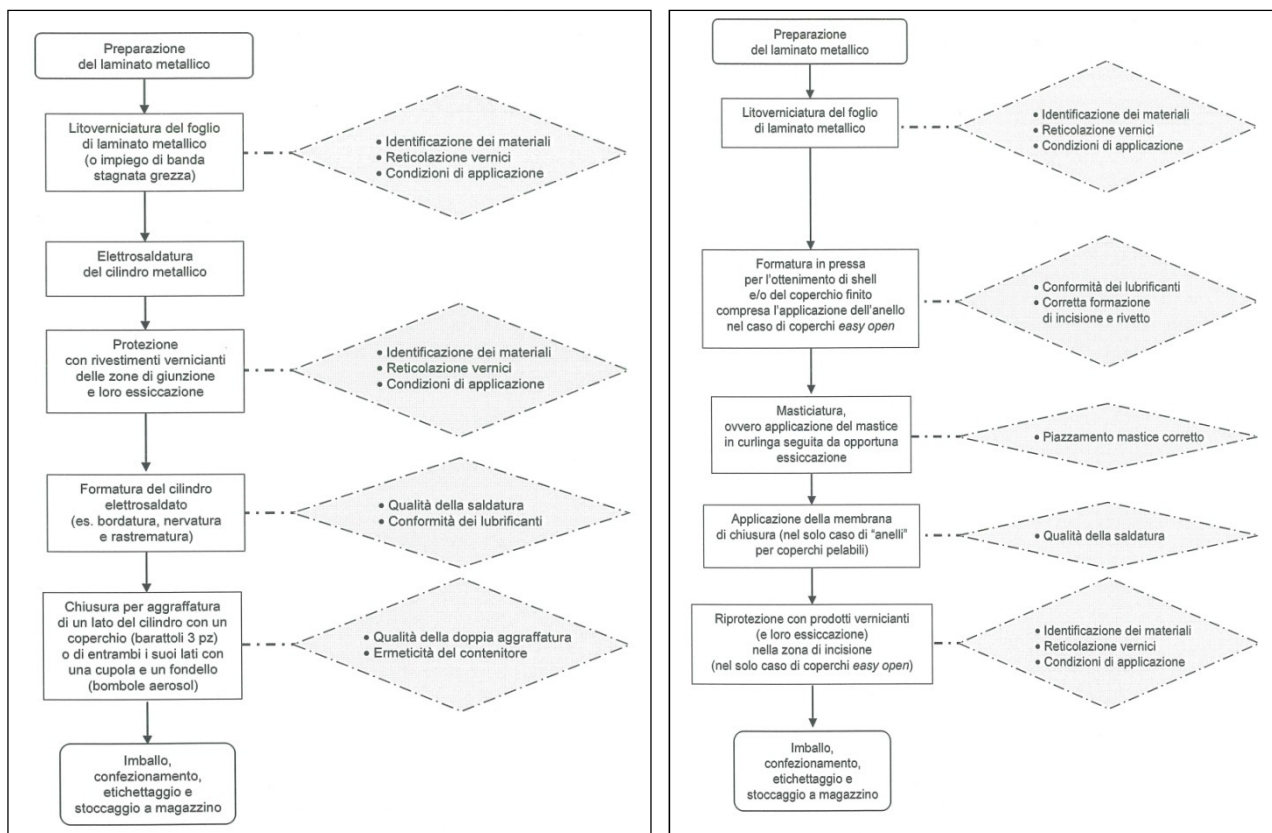 Preparazione
del laminato metallico
Litoverniciatura del foglio
di laminato metallico
(o impiego di banda
stagnata grezza)
• Identificazione dei materiali
• Reticolazione vernici
• Condizioni di applicazione
Elettrosaldatura
del cilindro metallico
Protezione
con rivestimenti vernicianti
delle zone di giunzione
e loro essiccazione
• Identificazione dei materiali
• Reticolazione vernici
• Condizioni di applicazione
Formatura del cilindro
elettrosaldato
(es. bordatura, nervatura
e rastrematura)
• Qualità della saldatura
• Conformità dei lubrificanti
Chiusura per aggraffatura
di un lato del cilindro con un
coperchio (barattoli 3 pz)
o di entrambi i suoi lati con
una cupola e un fondello
(bombole aerosol)
• Qualità della doppia aggraffatura
• Ermeticità del contenitore
Imballo,
confezionamento,
etichettaggio e
stoccaggio a magazzino
Preparazione
del laminato metallico
Litoverniciatura del foglio
di laminato metallico
• Identificazione dei materiali
• Reticolazione vernici
• Condizioni di applicazione
Formatura in pressa
per l'ottenimento di shell
e/o del coperchio finito
compresa l'applicazione dell'anello
nel caso di coperchi easy open
• Conformità dei lubrificanti
• Corretta formazione
di incisione e rivetto
Masticiatura,
ovvero applicazione del mastice
in curlinga seguita da opportuna
essiccazione
• Piazzamento mastice corretto
Applicazione della membrana
di chiusura (nel solo caso di "anelli"
per coperchi pelabili)
• Qualità della saldatura
Riprotezione con prodotti vernicianti
(e loro essiccazione)
nella zona di incisione
(nel solo caso di coperchi easy open)
• Identificazione dei materiali
• Reticolazione vernici
• Condizioni di applicazione
Imballo,
confezionamento,
etichettaggio e
stoccaggio a magazzino